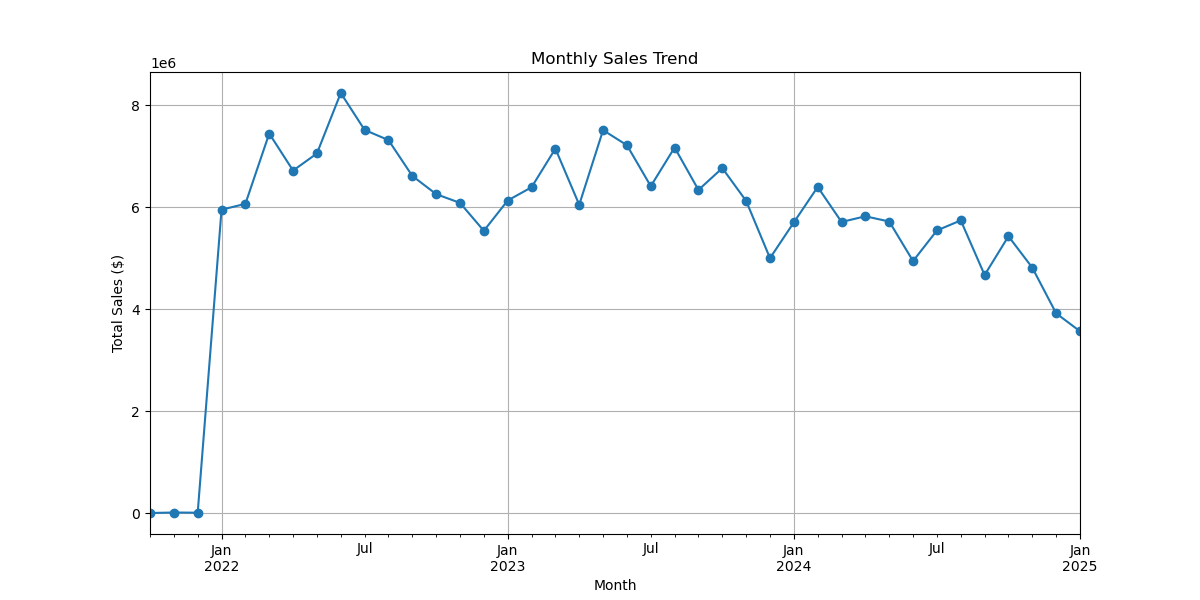 Monthly Sales Trend
1e6
8
6
4
2
0
Total Sales ($)
Jan Jul Jan Jul Jan Jul Jan
2022 2023 2024 2025
Month